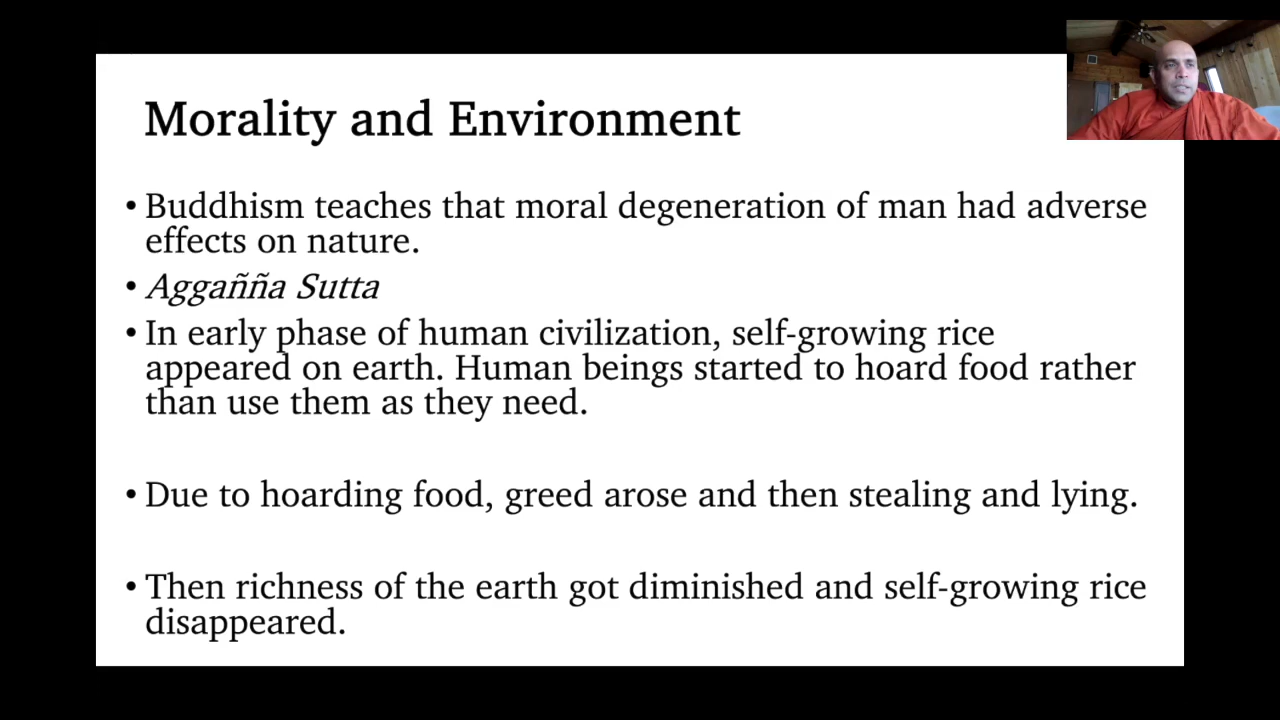 Morality and Environment
• Buddhism teaches that moral degeneration of man had adverse
effects on nature.
• Aggañña Sutta
• In early phase of human civilization, self-growing rice
appeared on earth. Human beings started to hoard food rather
than use them as they need.
• Due to hoarding food, greed arose and then stealing and lying.
• Then richness of the earth got diminished and self-growing rice
disappeared.